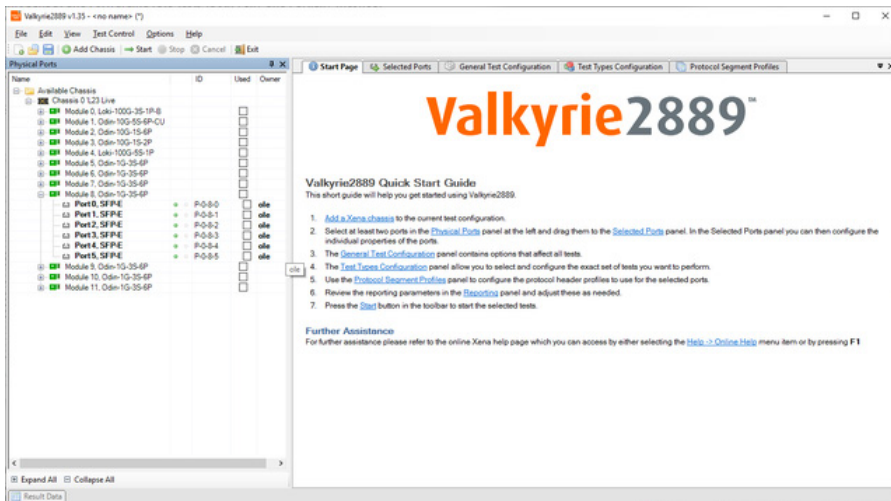 Valkyrie2889 v1.35 - <no name> (*)
File Edit View Test Control Options Help
Add Chassis Start Stop Cancel Exit
Physical Ports
Start Page Selected Ports General Test Configuration Test Types Configuration Protocol Segment Profiles
Name ID Used Owner
Available Chassis
Chassis 0 L23 Live
Module 0, Loki-100G-3S-1P-B
Module 1, Odin-10G-5S-6P-CU
Module 2, Odin-10G-1S-6P
Module 3, Odin-10G-1S-2P
Module 4, Loki-100G-5S-1P
Module 5, Odin-1G-3S-6P
Module 6, Odin-1G-3S-6P
Module 7, Odin-1G-3S-6P
Module 8, Odin-1G-3S-6P
Port 0, SFP-E P-0-8-0 ole
Port 1, SFP-E P-0-8-1 ole
Port 2, SFP-E P-0-8-2 ole
Port 3, SFP-E P-0-8-3 ole
Port 4, SFP-E P-0-8-4 ole
Port 5, SFP-E P-0-8-5 ole
Module 9, Odin-1G-3S-6P
Module 10, Odin-1G-3S-6P
Module 11, Odin-1G-3S-6P
ole
Expand All Collapse All
Result Data
Valkyrie2889™
Valkyrie2889 Quick Start Guide
This short guide will help you get started using Valkyrie2889.
1. Add a Xena chassis to the current test configuration.
2. Select at least two ports in the Physical Ports panel at the left and drag them to the Selected Ports panel. In the Selected Ports panel you can then configure the
individual properties of the ports.
3. The General Test Configuration panel contains options that affect all tests.
4. The Test Types Configuration panel allow you to select and configure the exact set of tests you want to perform.
5. Use the Protocol Segment Profiles panel to configure the protocol header profiles to use for the selected ports.
6. Review the reporting parameters in the Reporting panel and adjust these as needed.
7. Press the Start button in the toolbar to start the selected tests.
Further Assistance
For further assistance please refer to the online Xena help page which you can access by either selecting the Help -> Online Help menu item or by pressing F1